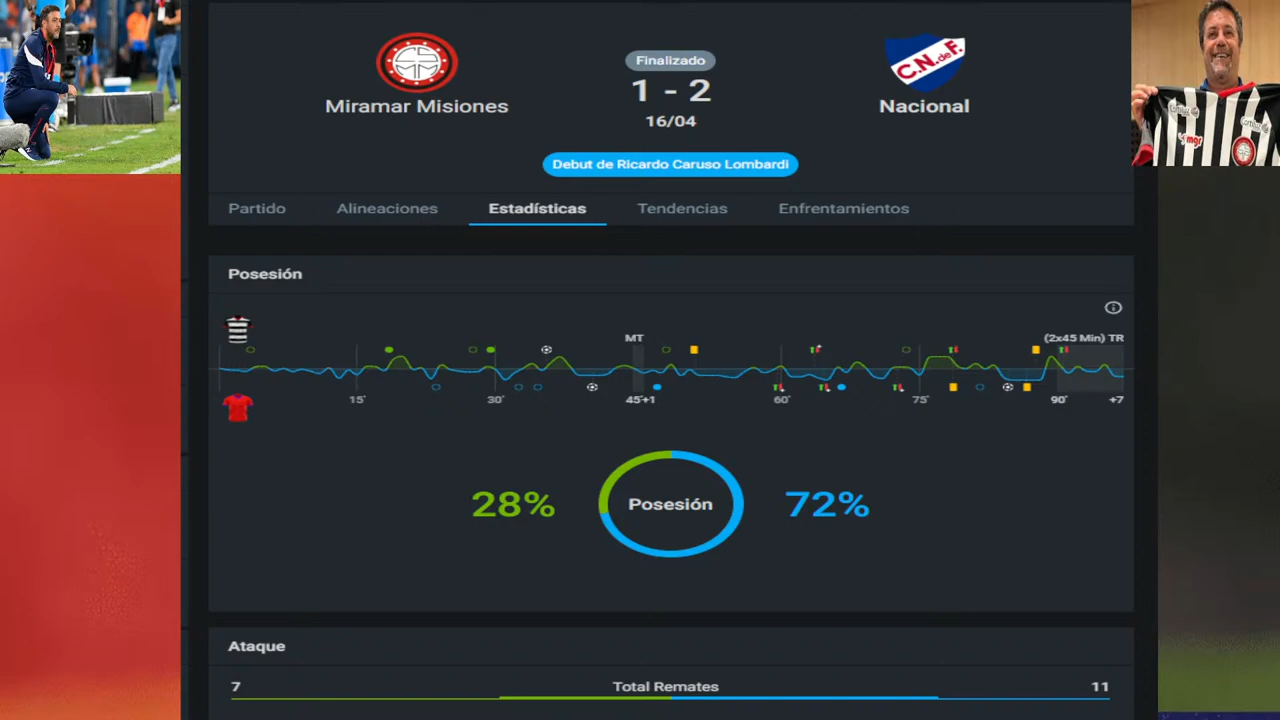 Finalizado
1 - 2
16/04
Miramar Misiones
Nacional
C.N.deF.
CSMM
Debut de Ricardo Caruso Lombardi
Partido
Alineaciones
Estadísticas
Tendencias
Enfrentamientos
Posesión
MT
(2x45 Min) TR
15'
30'
45'+1
60'
75'
90'
+7
28%
Posesión
72%
Ataque
7
Total Remates
11